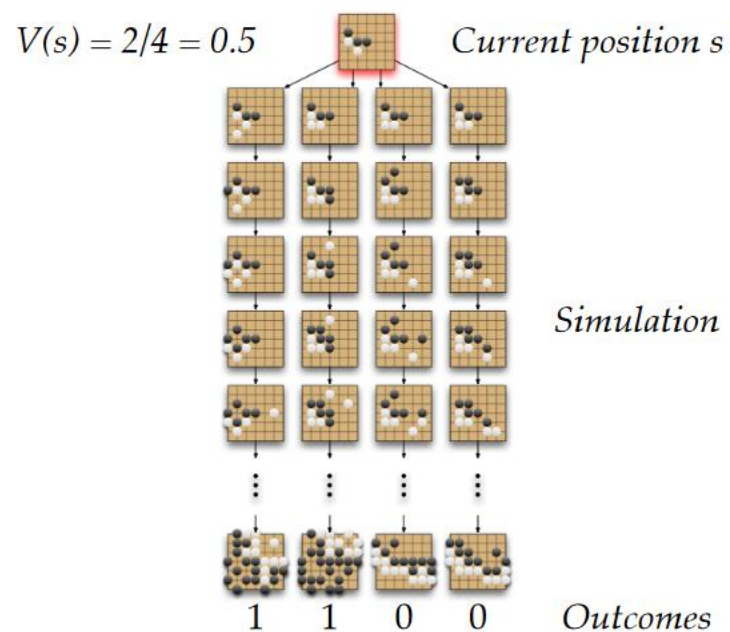 V(s) = 2/4 = 0.5
Current position s
Simulation
1 1 0 0
Outcomes